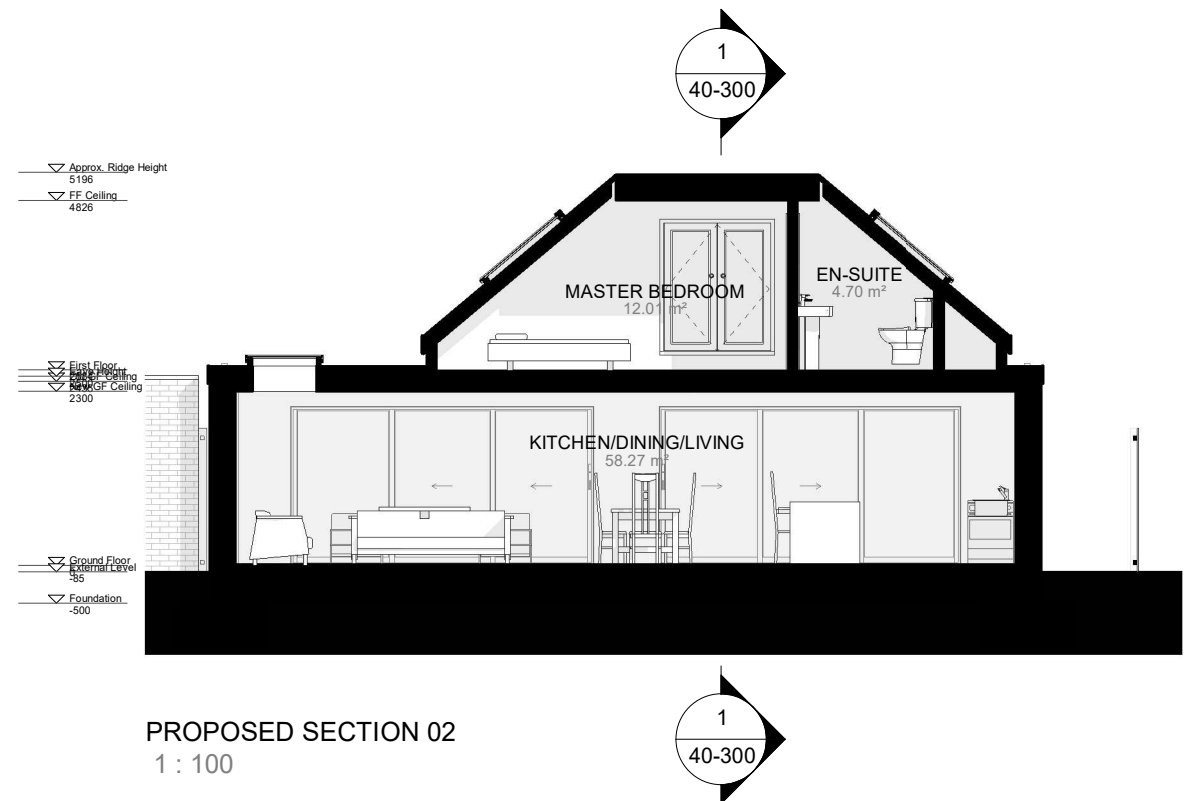 1
40-300
Approx. Ridge Height
5196
FF Ceiling
4826
MASTER BEDROOM
12.01 m²
EN-SUITE
4.70 m²
First Floor
GF Ceiling
GF Ceiling
2300
KITCHEN/DINING/LIVING
58.27 m²
Ground Floor
External Level
-85
Foundation
-500
1
40-300
PROPOSED SECTION 02
1 : 100